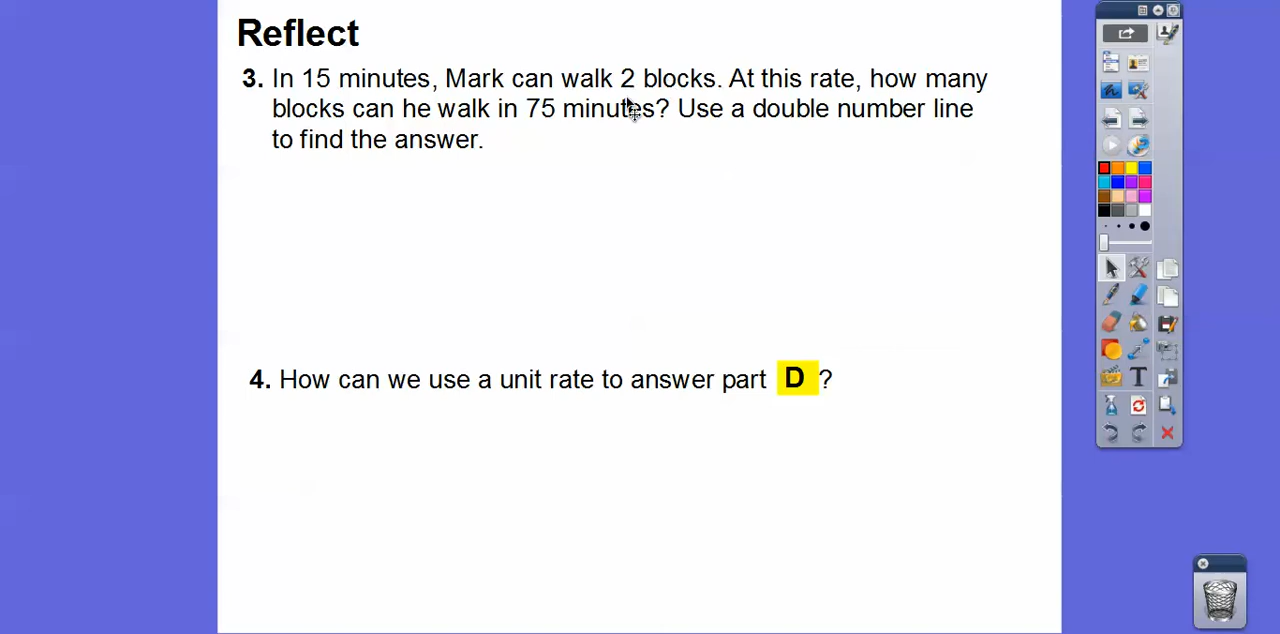 Reflect
3. In 15 minutes, Mark can walk 2 blocks. At this rate, how many
blocks can he walk in 75 minutes? Use a double number line
to find the answer.
4. How can we use a unit rate to answer part D ?